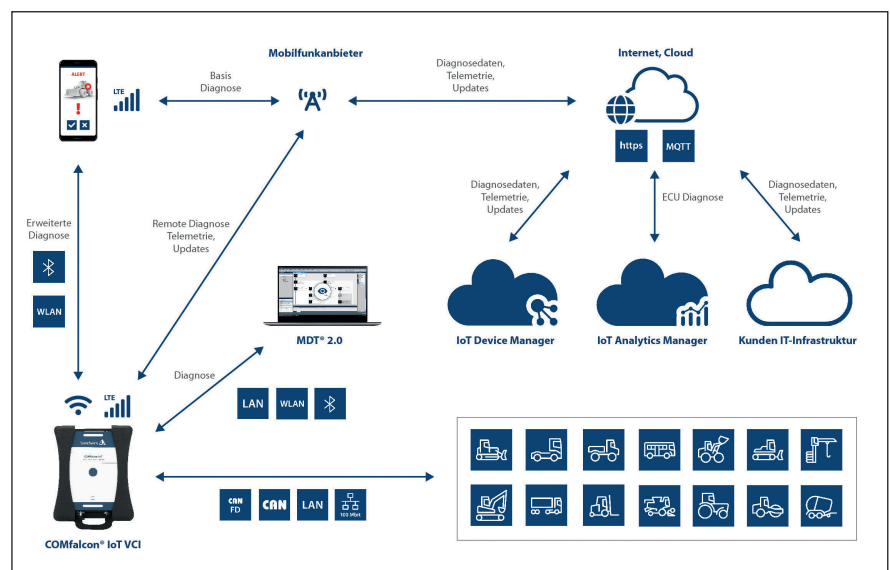 Mobilfunkanbieter
Internet, Cloud
ALERT
!
LTE
Basis
Diagnose
Diagnosedaten,
Telemetrie,
Updates
https
MQTT
Diagnosedaten,
Telemetrie,
Updates
ECU Diagnose
Diagnosedaten,
Telemetrie,
Updates
Erweiterte
Diagnose
WLAN
Remote Diagnose
Telemetrie,
Updates
MDT® 2.0
IoT Device Manager
IoT Analytics Manager
Kunden IT-Infrastruktur
Diagnose
LAN
WLAN
LTE
COMfalcon IoT
CAN
FD
CAN
LAN
100 Mbit
COMfalcon® IoT VCI